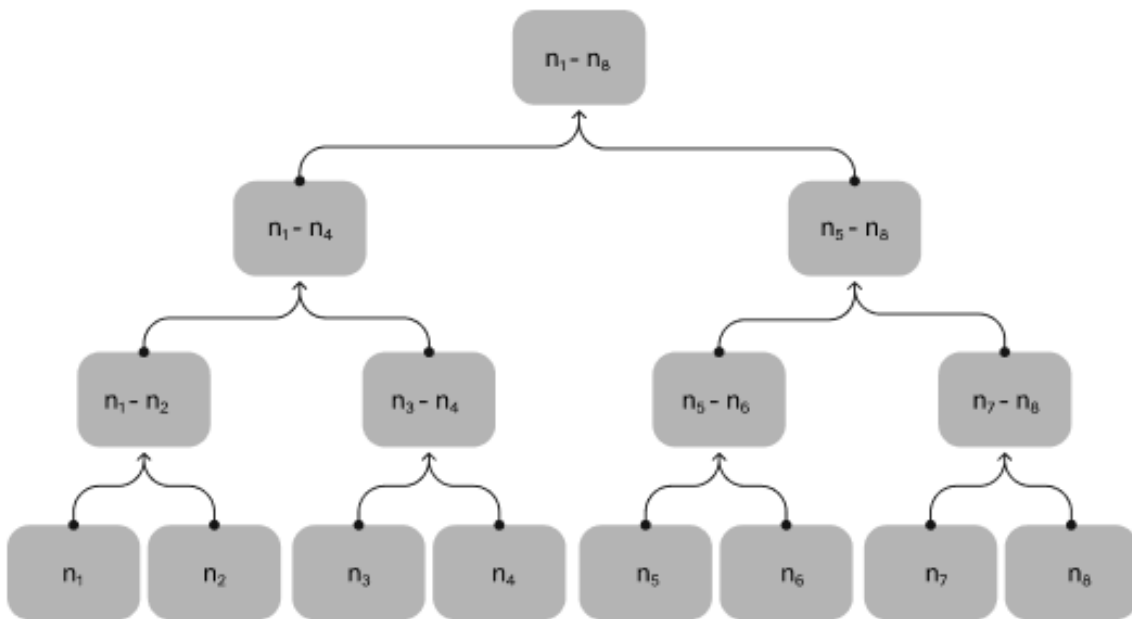 n₁ - n₈
n₁ - n₄
n₅ - n₈
n₁ - n₂
n₃ - n₄
n₅ - n₆
n₇ - n₈
n₁
n₂
n₃
n₄
n₅
n₆
n₇
n₈